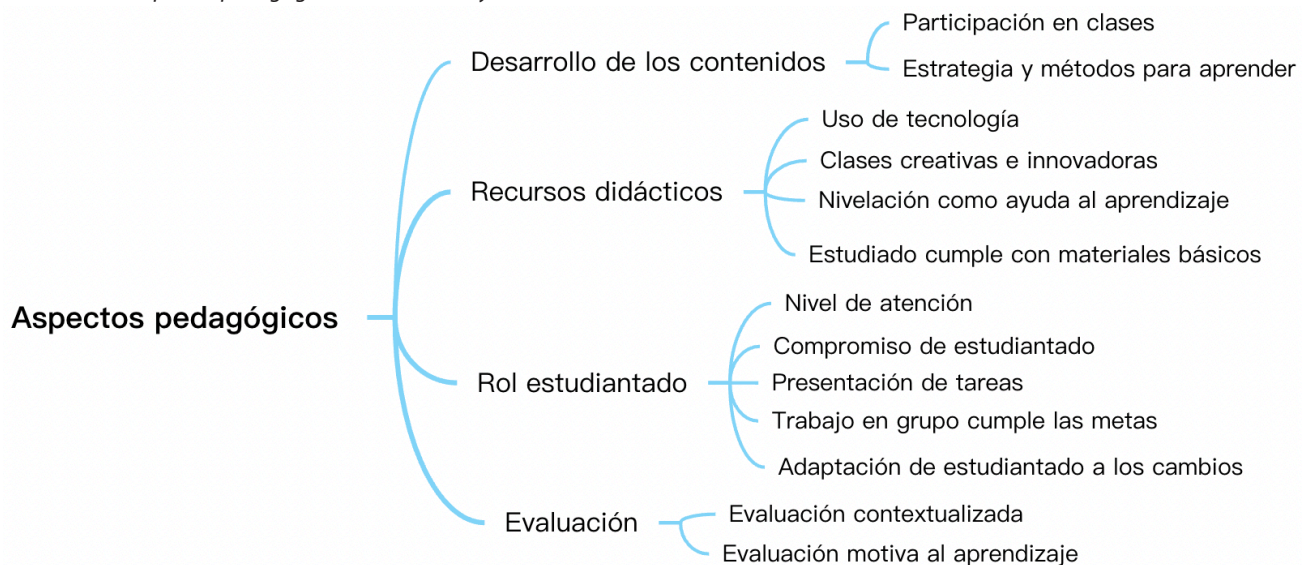 Participación en clases
Desarrollo de los contenidos
Estrategia y métodos para aprender
Uso de tecnología
Clases creativas e innovadoras
Recursos didácticos
Nivelación como ayuda al aprendizaje
Estudiado cumple con materiales básicos
Aspectos pedagógicos
Nivel de atención
Compromiso de estudiantado
Rol estudiantado
Presentación de tareas
Trabajo en grupo cumple las metas
Adaptación de estudiantado a los cambios
Evaluación contextualizada
Evaluación
Evaluación motiva al aprendizaje